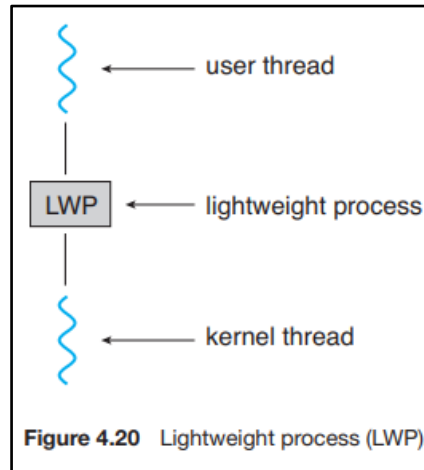 user thread
LWP
lightweight process
kernel thread
Figure 4.20 Lightweight process (LWP)